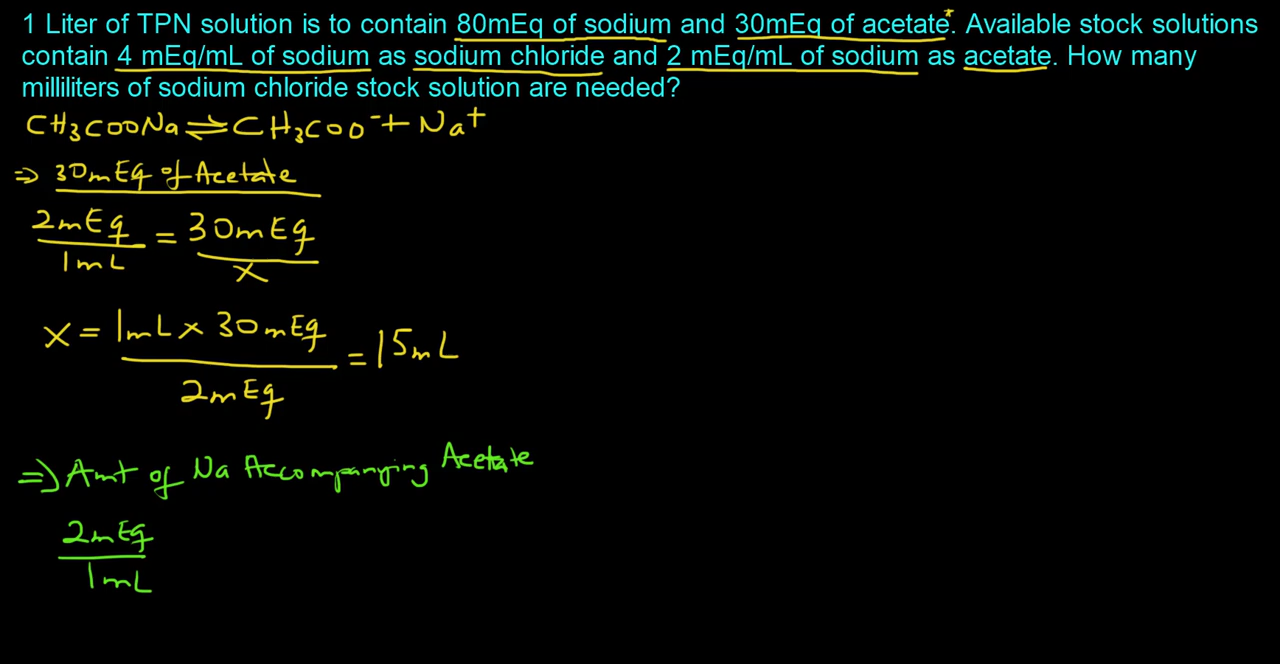 1 Liter of TPN solution is to contain 80mEq of sodium and 30mEq of acetate*. Available stock solutions
contain 4 mEq/mL of sodium as sodium chloride and 2 mEq/mL of sodium as acetate. How many
milliliters of sodium chloride stock solution are needed?
CH3COONa ⇌ CH3COO⁻ + Na⁺
⇒ 30mEq of Acetate
2mEq/1mL = 30mEq/X
X = 1mL × 30mEq/2mEq = 15mL
⇒ Amt of Na Accompanying Acetate
2mEq/1mL